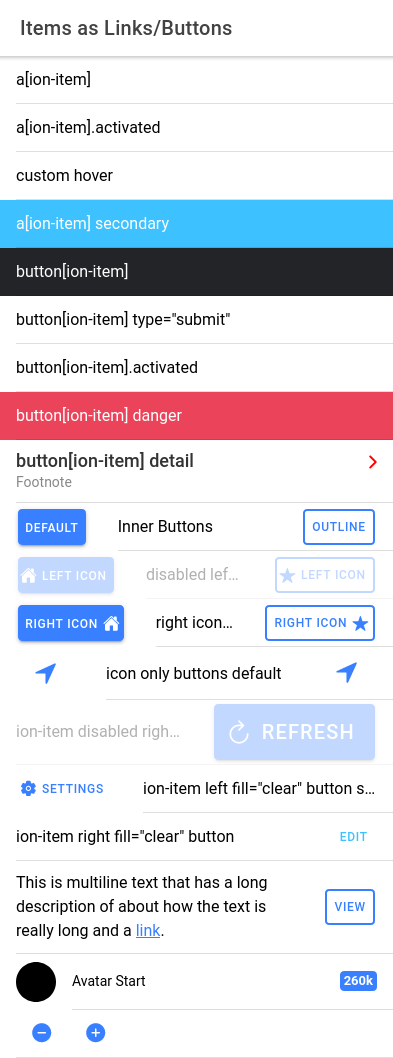 Items as Links/Buttons
a[ion-item]
a[ion-item].activated
custom hover
a[ion-item] secondary
button[ion-item]
button[ion-item] type="submit"
button[ion-item].activated
button[ion-item] danger
button[ion-item] detail
Footnote
DEFAULT Inner Buttons OUTLINE
LEFT ICON disabled lef... LEFT ICON
RIGHT ICON right icon... RIGHT ICON
icon only buttons default
ion-item disabled righ... REFRESH
SETTINGS ion-item left fill="clear" button s...
ion-item right fill="clear" button EDIT
This is multiline text that has a long
description of about how the text is
really long and a link.
VIEW
Avatar Start 260k